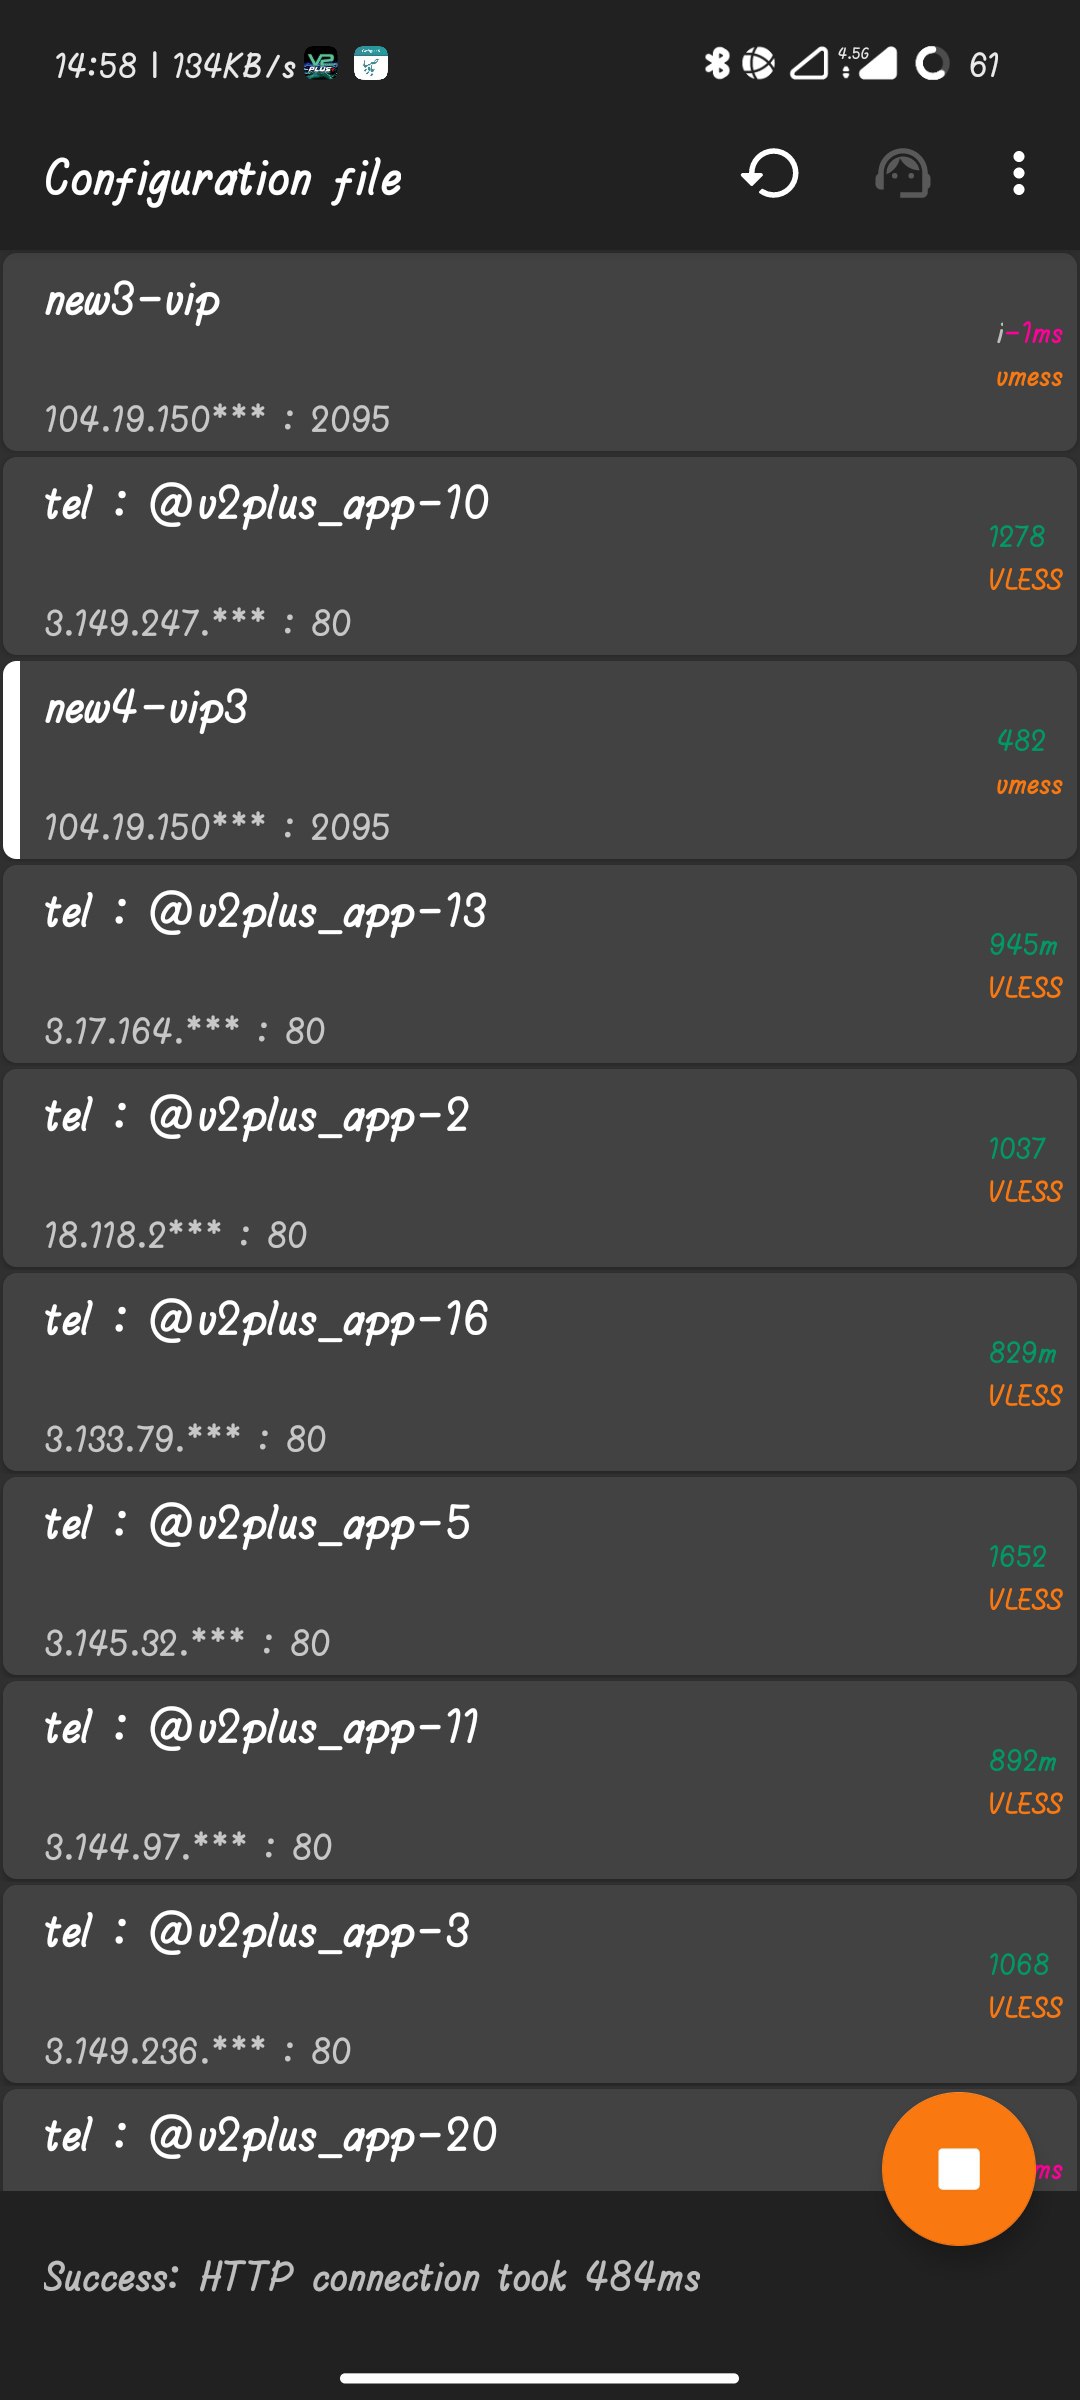 14:58 | 134KB/s
4.5G
61
Configuration file
new3-vip
i-1ms
vmess
104.19.150*** : 2095
tel : @v2plus_app-10
1278
VLESS
3.149.247.*** : 80
new4-vip3
482
vmess
104.19.150*** : 2095
tel : @v2plus_app-13
945m
VLESS
3.17.164.*** : 80
tel : @v2plus_app-2
1037
VLESS
18.118.2*** : 80
tel : @v2plus_app-16
829m
VLESS
3.133.79.*** : 80
tel : @v2plus_app-5
1652
VLESS
3.145.32.*** : 80
tel : @v2plus_app-11
892m
VLESS
3.144.97.*** : 80
tel : @v2plus_app-3
1068
VLESS
3.149.236.*** : 80
tel : @v2plus_app-20
ms
Success: HTTP connection took 484ms